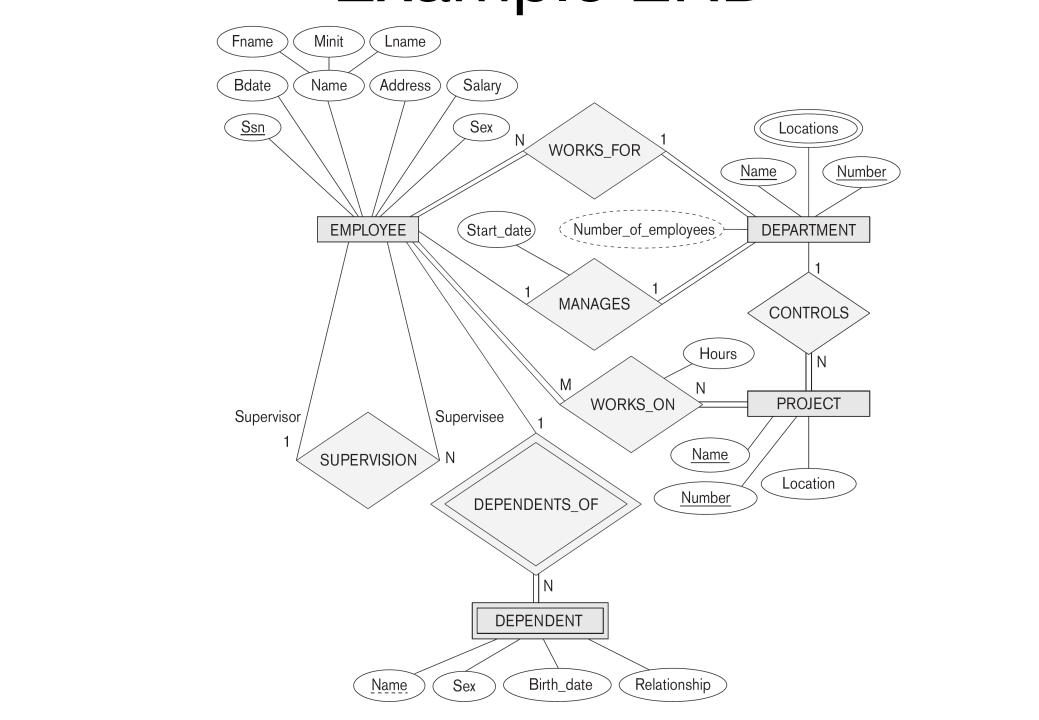 Example ERD
Fname
Minit
Lname
Bdate
Name
Address
Salary
Ssn
Sex
N
WORKS_FOR
1
Locations
Name
Number
EMPLOYEE
Start_date
Number_of_employees
DEPARTMENT
1
MANAGES
1
1
CONTROLS
N
Hours
M
WORKS_ON
N
PROJECT
Supervisor
1
SUPERVISION
Supervisee
N
1
Name
Number
Location
DEPENDENTS_OF
N
DEPENDENT
Name
Sex
Birth_date
Relationship